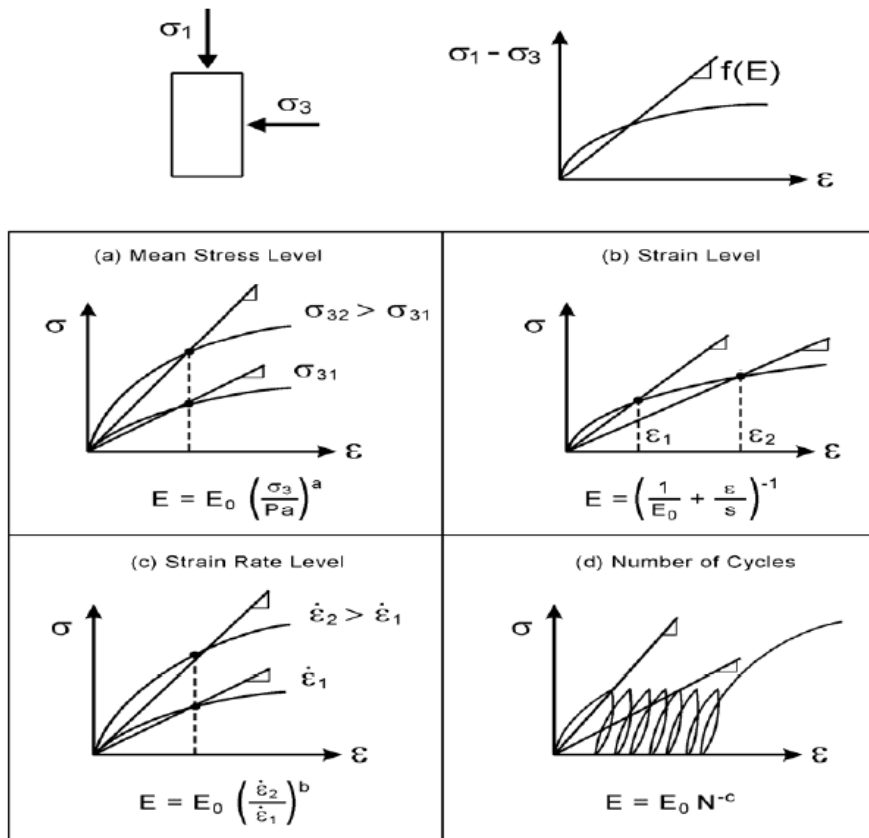 σ1
σ3
σ1 - σ3
f(E)
ε
(a) Mean Stress Level
σ
σ32 > σ31
σ31
ε
E = E0 (σ3/Pa)^a
(b) Strain Level
σ
ε1
ε2
ε
E = (1/E0 + ε/s)^-1
(c) Strain Rate Level
σ
ε̇2 > ε̇1
ε̇1
ε
E = E0 (ε̇2/ε̇1)^b
(d) Number of Cycles
σ
ε
E = E0 N^-c